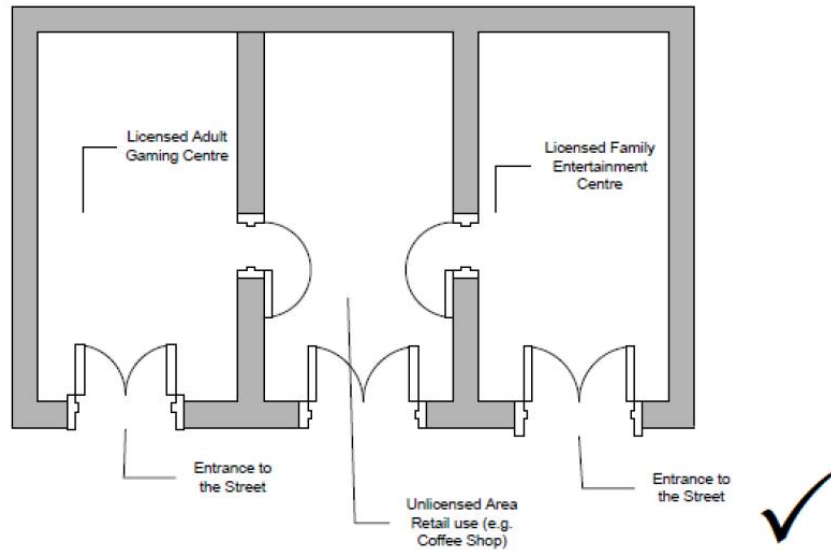 Licensed Adult
Gaming Centre
Licensed Family
Entertainment
Centre
Entrance to
the Street
Unlicensed Area
Retail use (e.g.
Coffee Shop)
Entrance to
the Street